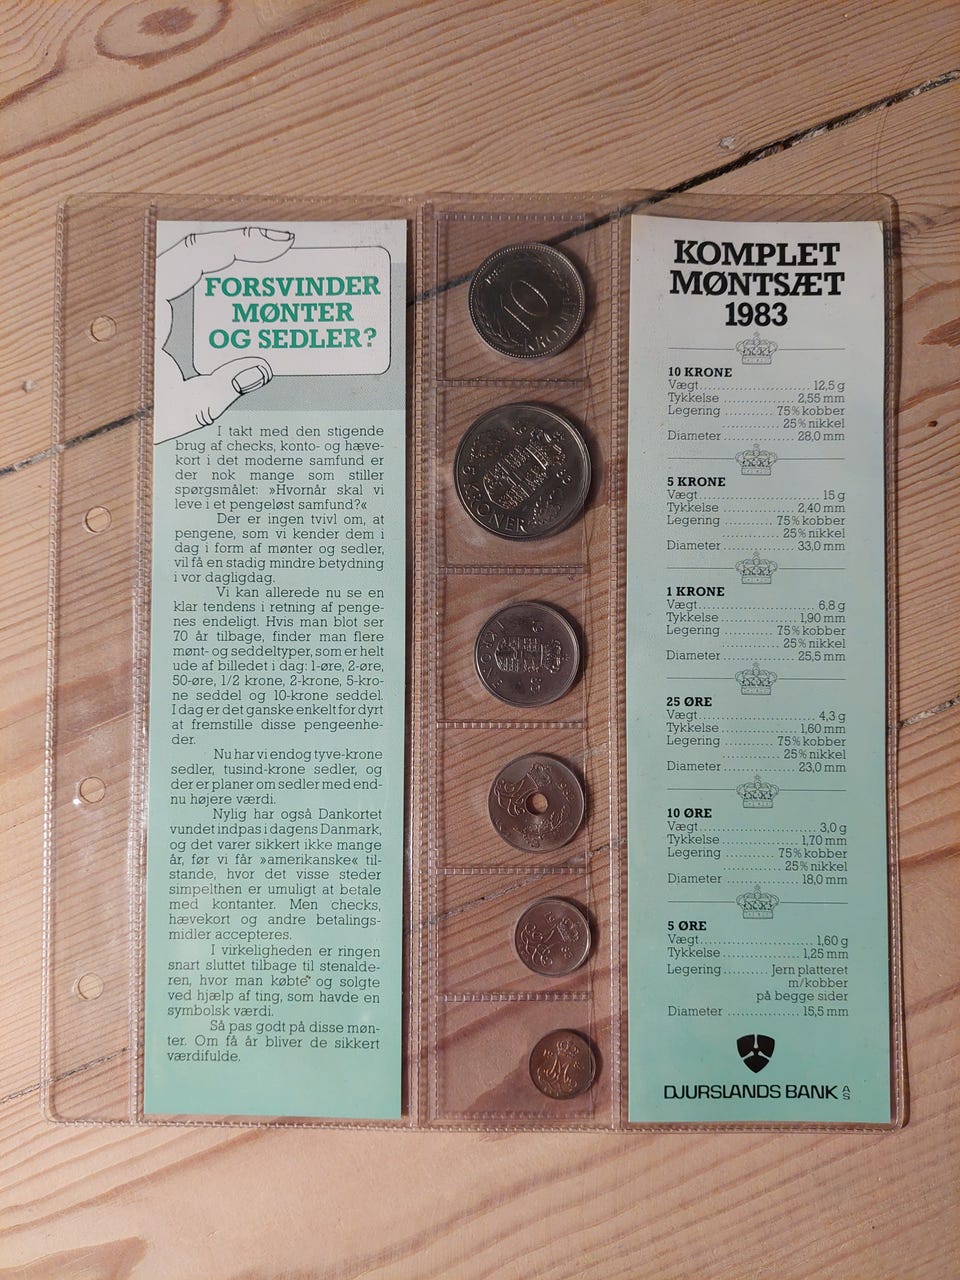 FORSVINDER
MØNTER
OG SEDLER?
I takt med den stigende
brug af checks, konto- og hæve-
kort i det moderne samfund er
der nok mange som stiller
spørgsmålet: »Hvornår skal vi
leve i et pengeløst samfund?«
Der er ingen tvivl om, at
pengene, som vi kender dem i
dag i form af mønter og sedler,
vil få en stadig mindre betydning
i vor dagligdag.
Vi kan allerede nu se en
klar tendens i retning af penge-
nes endeligt. Hvis man blot ser
70 år tilbage, finder man flere
mønt- og seddeltyper, som er helt
ude af billedet i dag: 1-øre, 2-øre,
50-øre, 1/2 krone, 2-krone, 5-kro-
ne seddel og 10-krone seddel.
I dag er det ganske enkelt for dyrt
at fremstille disse pengeenhe-
der.
Nu har vi endog tyve-krone
sedler, tusind-krone sedler, og
der er planer om sedler med end-
nu højere værdi.
Nylig har også Dankortet
vundet indpas i dagens Danmark,
og det varer sikkert ikke mange
år, før vi får »amerikanske« til-
stande, hvor det visse steder
simpelthen er umuligt at betale
med kontanter. Men checks,
hævekort og andre betalings-
midler accepteres.
I virkeligheden er ringen
snart sluttet tilbage til stenalde-
ren, hvor man købte og solgte
ved hjælp af ting, som havde en
symbolsk værdi.
Så pas godt på disse møn-
ter. Om få år bliver de sikkert
værdifulde.
10
KRONER
KRONER
1 KRONE
KOMPLET
MØNTSÆT
1983
10 KRONE
Vægt.......................... 12,5 g
Tykkelse .................. 2,55 mm
Legering ........... 75% kobber
25% nikkel
Diameter ................. 28,0 mm
5 KRONE
Vægt............................ 15 g
Tykkelse .................. 2,40 mm
Legering ........... 75% kobber
25% nikkel
Diameter ................. 33,0 mm
1 KRONE
Vægt............................ 6,8 g
Tykkelse .................. 1,90 mm
Legering ........... 75% kobber
25% nikkel
Diameter ................. 25,5 mm
25 ØRE
Vægt............................ 4,3 g
Tykkelse .................. 1,60 mm
Legering ........... 75% kobber
25% nikkel
Diameter ................. 23,0 mm
10 ØRE
Vægt............................ 3,0 g
Tykkelse .................. 1,70 mm
Legering ........... 75% kobber
25% nikkel
Diameter ................. 18,0 mm
5 ØRE
Vægt........................... 1,60 g
Tykkelse .................. 1,25 mm
Legering .......... Jern platteret
m/kobber
på begge sider
Diameter ................. 15,5 mm
DJURSLANDS BANK A/S